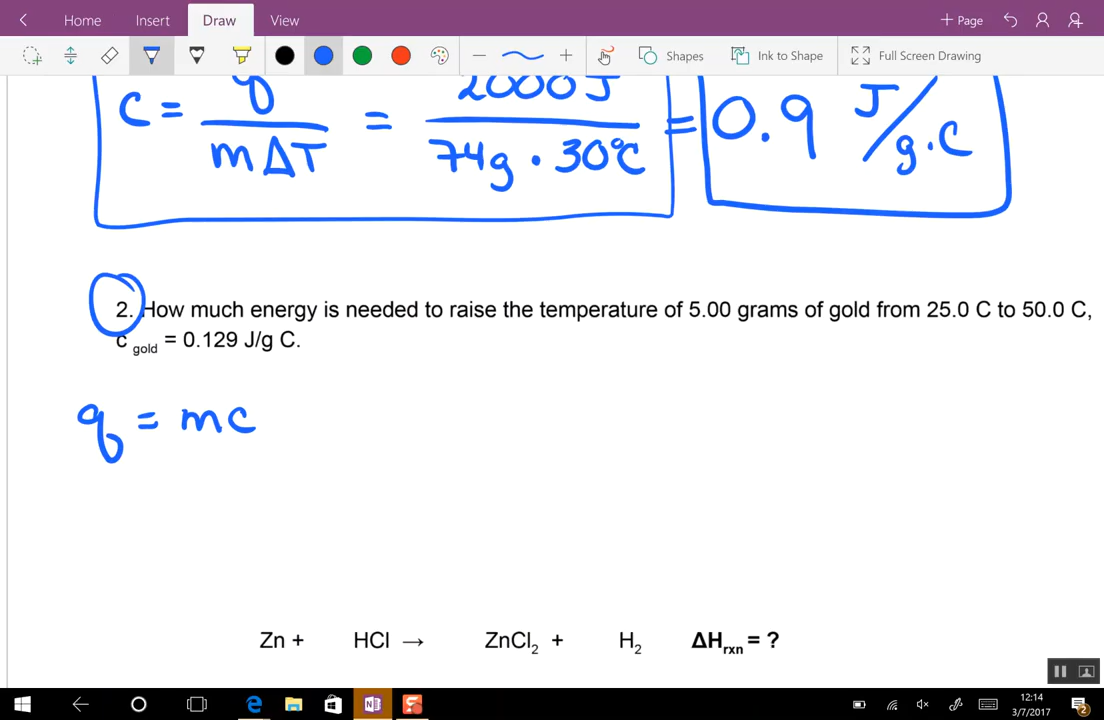 Home Insert Draw View + Page
Shapes Ink to Shape Full Screen Drawing
C = q / mΔT = 2000 J / 74g · 30°C = 0.9 J/g·C
2. How much energy is needed to raise the temperature of 5.00 grams of gold from 25.0 C to 50.0 C,
c gold = 0.129 J/g C.
q = mc
Zn + HCl → ZnCl2 + H2 ΔHrxn = ?
12:14
3/7/2017
2